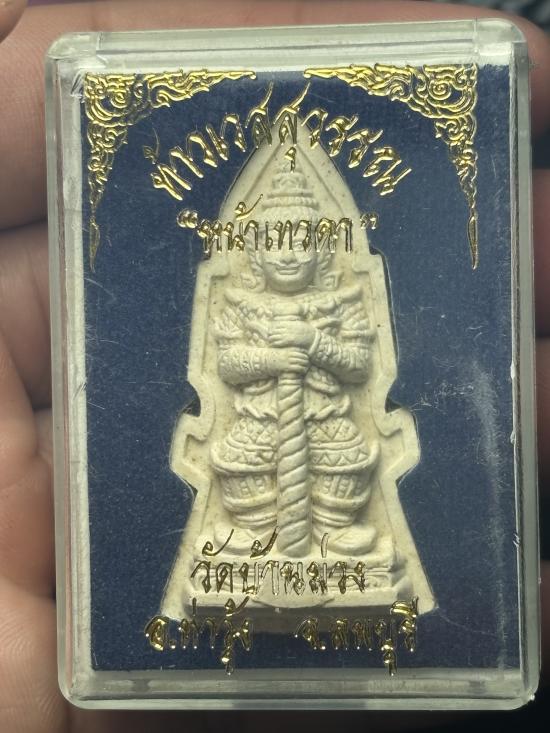 ท้าวเวสสุวรรณ
"หน้าเทวดา"
วัดบ้านม่วง
อ.ท่าวุ้ง จ.ลพบุรี